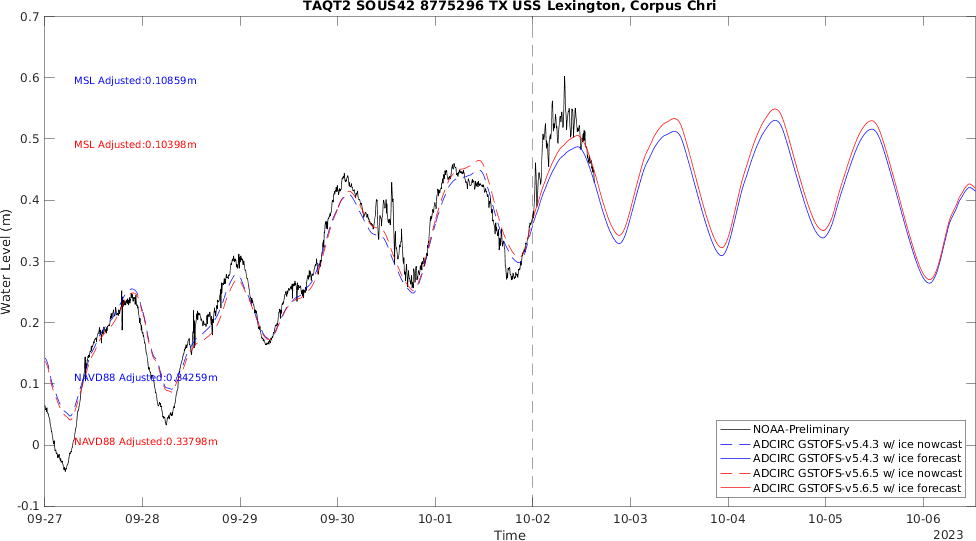 TAQT2 SOUS42 8775296 TX USS Lexington, Corpus Chri
0.7
0.6
0.5
0.4
0.3
0.2
0.1
0
-0.1
Water Level (m)
MSL Adjusted:0.10859m
MSL Adjusted:0.10398m
NAVD88 Adjusted:0.34259m
NAVD88 Adjusted:0.33798m
NOAA-Preliminary
ADCIRC GSTOFS-v5.4.3 w/ ice nowcast
ADCIRC GSTOFS-v5.4.3 w/ ice forecast
ADCIRC GSTOFS-v5.6.5 w/ ice nowcast
ADCIRC GSTOFS-v5.6.5 w/ ice forecast
09-27 09-28 09-29 09-30 10-01 10-02 10-03 10-04 10-05 10-06
Time
2023